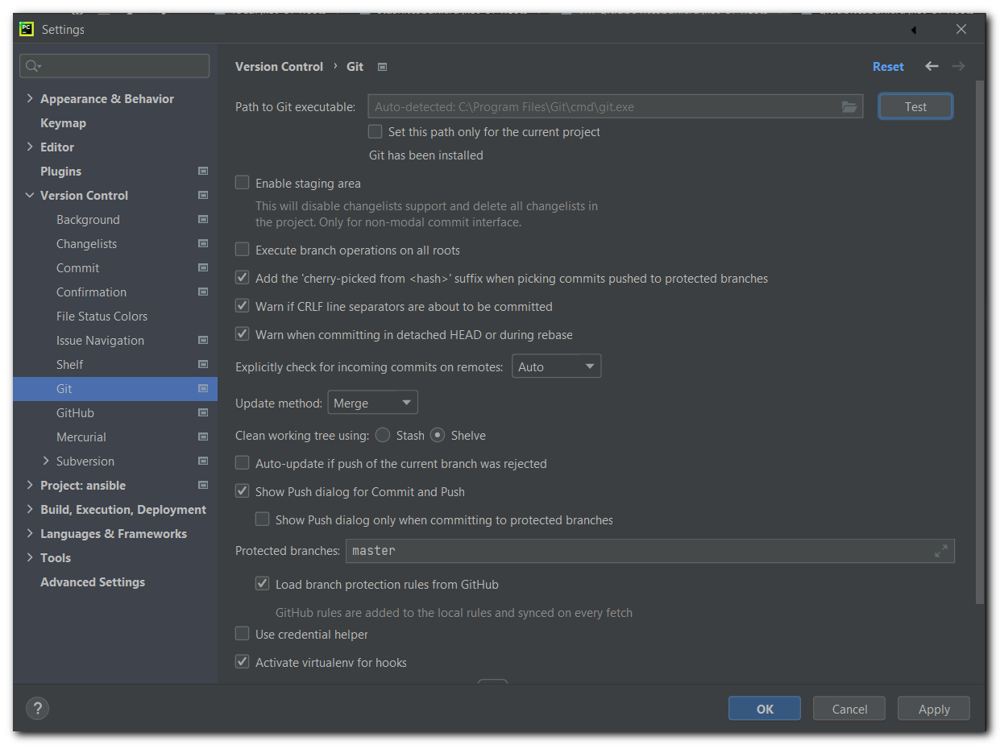 PC
Settings
Version Control › Git
Reset
Appearance & Behavior
Keymap
Editor
Plugins
Version Control
Background
Changelists
Commit
Confirmation
File Status Colors
Issue Navigation
Shelf
Git
GitHub
Mercurial
Subversion
Project: ansible
Build, Execution, Deployment
Languages & Frameworks
Tools
Advanced Settings
Path to Git executable: Auto-detected: C:\Program Files\Git\cmd\git.exe Test
Set this path only for the current project
Git has been installed
Enable staging area
This will disable changelists support and delete all changelists in
the project. Only for non-modal commit interface.
Execute branch operations on all roots
Add the 'cherry-picked from <hash>' suffix when picking commits pushed to protected branches
Warn if CRLF line separators are about to be committed
Warn when committing in detached HEAD or during rebase
Explicitly check for incoming commits on remotes: Auto
Update method: Merge
Clean working tree using: Stash Shelve
Auto-update if push of the current branch was rejected
Show Push dialog for Commit and Push
Show Push dialog only when committing to protected branches
Protected branches: master
Load branch protection rules from GitHub
GitHub rules are added to the local rules and synced on every fetch
Use credential helper
Activate virtualenv for hooks
?
OK Cancel Apply